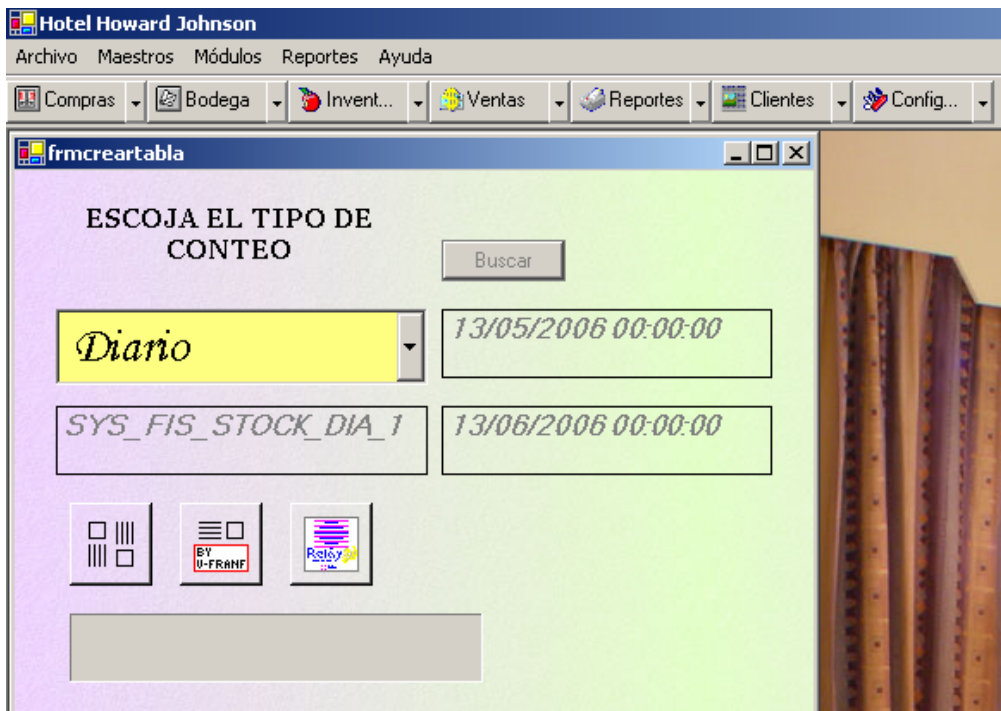 Hotel Howard Johnson
Archivo Maestros Módulos Reportes Ayuda
Compras Bodega Invent... Ventas Reportes Clientes Config...
frmcreartabla
ESCOJA EL TIPO DE
CONTEO
Buscar
Diario
13/05/2006 00:00:00
SYS_FIS_STOCK_DIA_1
13/06/2006 00:00:00
BY